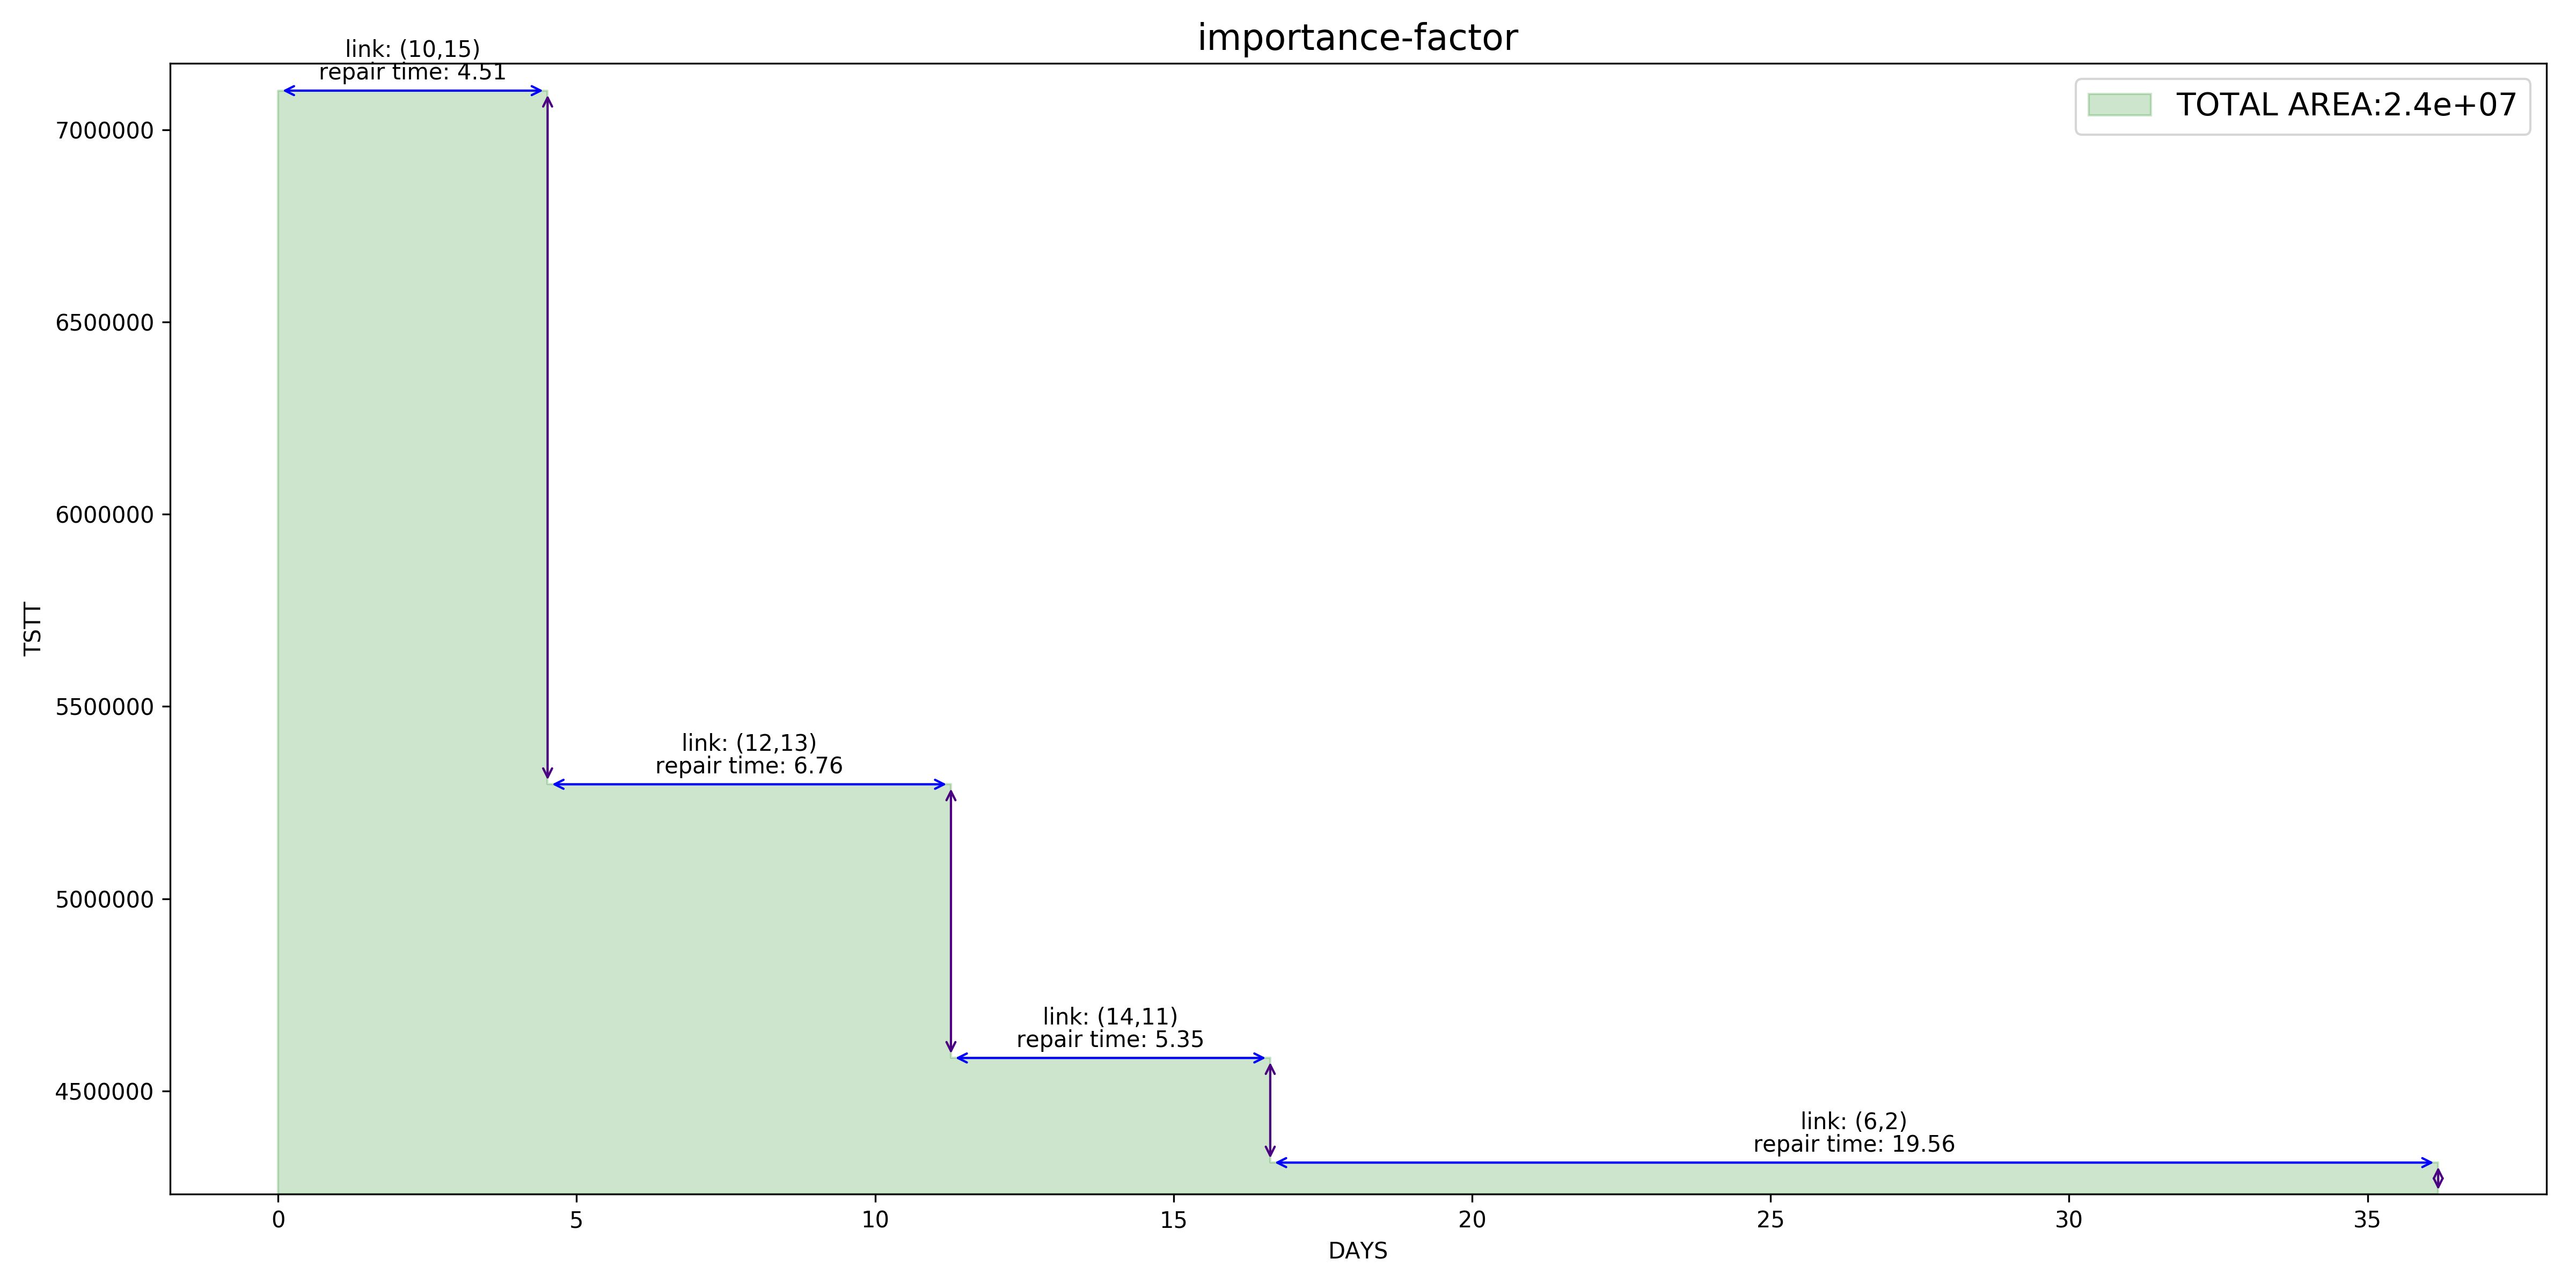 importance-factor
link: (10,15)
repair time: 4.51
TOTAL AREA:2.4e+07
7000000
6500000
6000000
5500000
5000000
4500000
TSTT
link: (12,13)
repair time: 6.76
link: (14,11)
repair time: 5.35
link: (6,2)
repair time: 19.56
0 5 10 15 20 25 30 35
DAYS